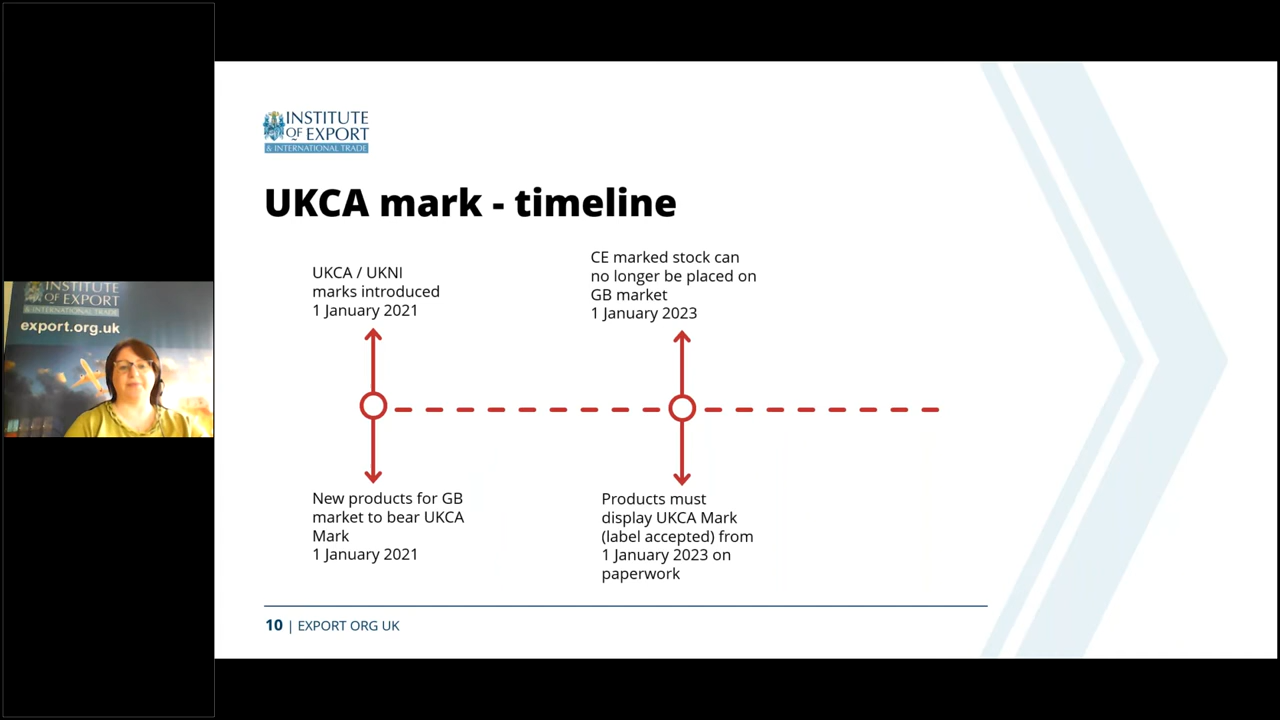 INSTITUTE
OF EXPORT
& INTERNATIONAL TRADE
UKCA mark - timeline
UKCA / UKNI
marks introduced
1 January 2021
CE marked stock can
no longer be placed on
GB market
1 January 2023
New products for GB
market to bear UKCA
Mark
1 January 2021
Products must
display UKCA Mark
(label accepted) from
1 January 2023 on
paperwork
10 | EXPORT ORG UK
INSTITUTE
OF EXPORT
& INTERNATIONAL TRADE
export.org.uk